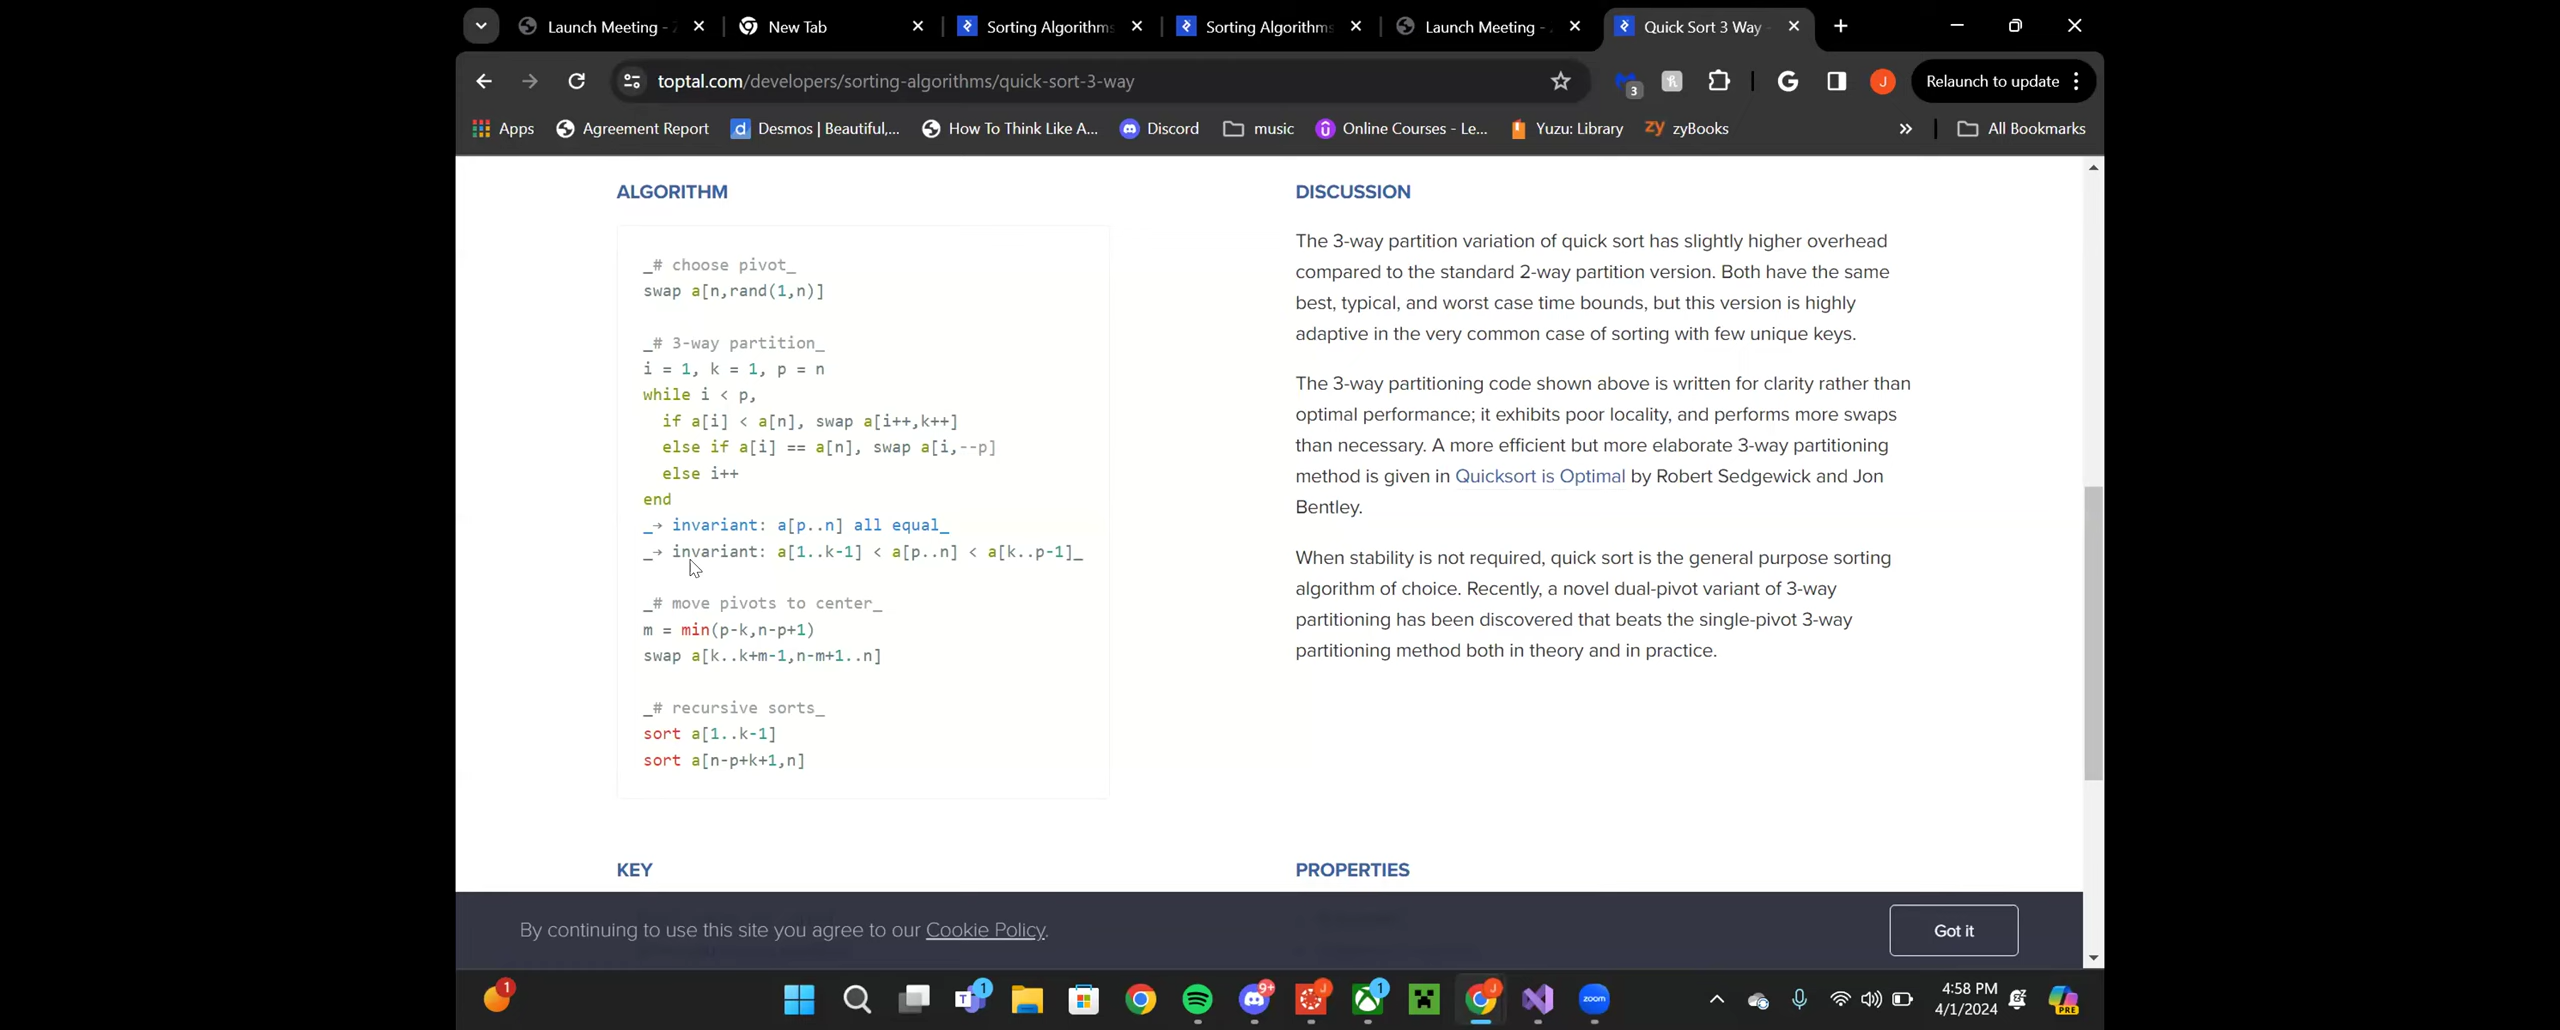 Launch Meeting - Z
New Tab
Sorting Algorithms
Sorting Algorithms
Launch Meeting -
Quick Sort 3 Way -
toptal.com/developers/sorting-algorithms/quick-sort-3-way
3
J
Relaunch to update
Apps
Agreement Report
Desmos | Beautiful,...
How To Think Like A...
Discord
music
Online Courses - Le...
Yuzu: Library
zy zyBooks
»
All Bookmarks
ALGORITHM
_# choose pivot_
swap a[n,rand(1,n)]
_# 3-way partition_
i = 1, k = 1, p = n
while i < p,
if a[i] < a[n], swap a[i++,k++]
else if a[i] == a[n], swap a[i,--p]
else i++
end
_→ invariant: a[p..n] all equal_
_→ invariant: a[1..k-1] < a[p..n] < a[k..p-1]_
_# move pivots to center_
m = min(p-k,n-p+1)
swap a[k..k+m-1,n-m+1..n]
_# recursive sorts_
sort a[1..k-1]
sort a[n-p+k+1,n]
DISCUSSION
The 3-way partition variation of quick sort has slightly higher overhead
compared to the standard 2-way partition version. Both have the same
best, typical, and worst case time bounds, but this version is highly
adaptive in the very common case of sorting with few unique keys.
The 3-way partitioning code shown above is written for clarity rather than
optimal performance; it exhibits poor locality, and performs more swaps
than necessary. A more efficient but more elaborate 3-way partitioning
method is given in Quicksort is Optimal by Robert Sedgewick and Jon
Bentley.
When stability is not required, quick sort is the general purpose sorting
algorithm of choice. Recently, a novel dual-pivot variant of 3-way
partitioning has been discovered that beats the single-pivot 3-way
partitioning method both in theory and in practice.
KEY
PROPERTIES
By continuing to use this site you agree to our Cookie Policy.
Got it
1
T 1
9+
J
1
J
zoom
4:58 PM
4/1/2024
PRE